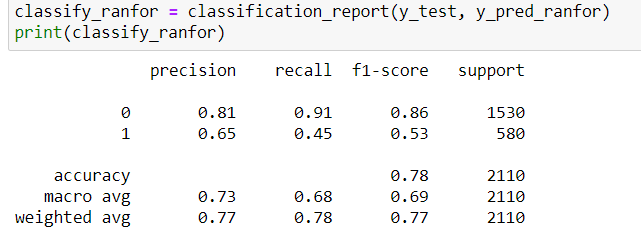 classify_ranfor = classification_report(y_test, y_pred_ranfor)
print(classify_ranfor)
precision recall f1-score support
0 0.81 0.91 0.86 1530
1 0.65 0.45 0.53 580
accuracy 0.78 2110
macro avg 0.73 0.68 0.69 2110
weighted avg 0.77 0.78 0.77 2110